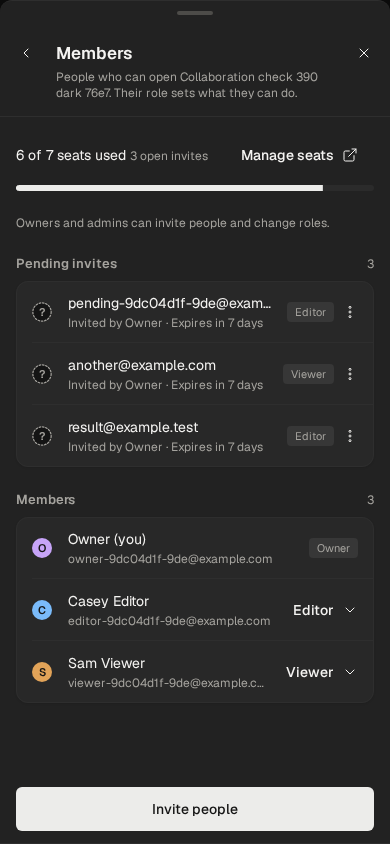 Members
People who can open Collaboration check 390
dark 76e7. Their role sets what they can do.
6 of 7 seats used 3 open invites Manage seats
Owners and admins can invite people and change roles.
Pending invites 3
? pending-9dc04d1f-9de@exam... Editor
Invited by Owner · Expires in 7 days
? another@example.com Viewer
Invited by Owner · Expires in 7 days
? result@example.test Editor
Invited by Owner · Expires in 7 days
Members 3
O Owner (you) Owner
owner-9dc04d1f-9de@example.com
C Casey Editor Editor
editor-9dc04d1f-9de@example.com
S Sam Viewer Viewer
viewer-9dc04d1f-9de@example.c...
Invite people